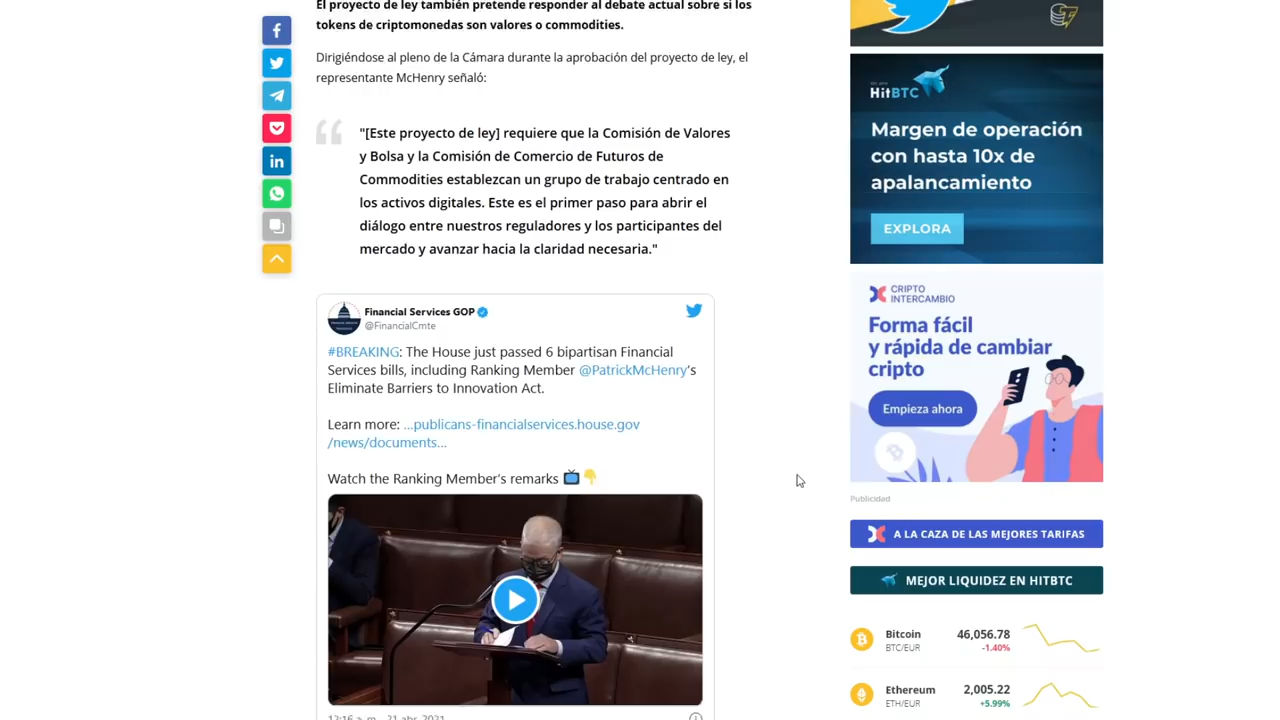 El proyecto de ley también pretende responder al debate actual sobre si los
tokens de criptomonedas son valores o commodities.
Dirigiéndose al pleno de la Cámara durante la aprobación del proyecto de ley, el
representante McHenry señaló:
"[Este proyecto de ley] requiere que la Comisión de Valores
y Bolsa y la Comisión de Comercio de Futuros de
Commodities establezcan un grupo de trabajo centrado en
los activos digitales. Este es el primer paso para abrir el
diálogo entre nuestros reguladores y los participantes del
mercado y avanzar hacia la claridad necesaria."
Financial Services GOP
@FinancialCmte
#BREAKING: The House just passed 6 bipartisan Financial
Services bills, including Ranking Member @PatrickMcHenry's
Eliminate Barriers to Innovation Act.
Learn more: ...publicans-financialservices.house.gov
/news/documents...
Watch the Ranking Member's remarks
12:16 a. m. · 21 abr. 2021
HitBTC
Margen de operación
con hasta 10x de
apalancamiento
EXPLORA
CRIPTO
INTERCAMBIO
Forma fácil
y rápida de cambiar
cripto
Empieza ahora
Publicidad
A LA CAZA DE LAS MEJORES TARIFAS
MEJOR LIQUIDEZ EN HITBTC
Bitcoin 46,056.78
BTC/EUR -1.40%
Ethereum 2,005.22
ETH/EUR +5.99%